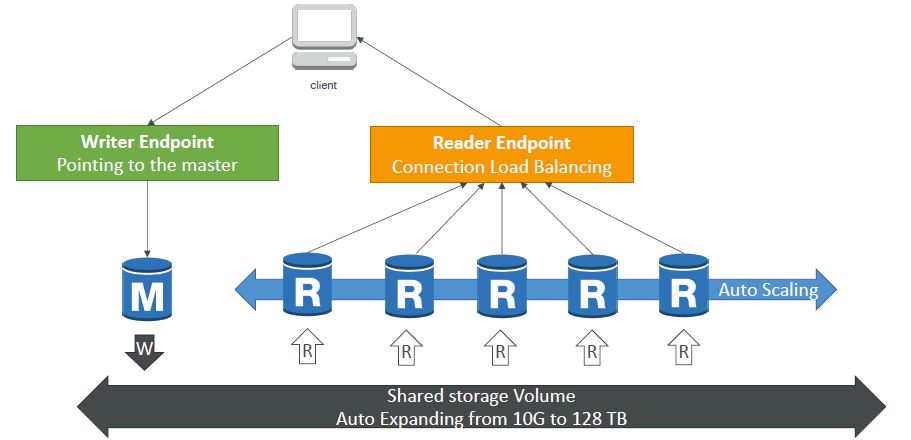 client
Writer Endpoint
Pointing to the master
Reader Endpoint
Connection Load Balancing
M
R
R
R
R
R
Auto Scaling
W
R
R
R
R
R
Shared storage Volume
Auto Expanding from 10G to 128 TB